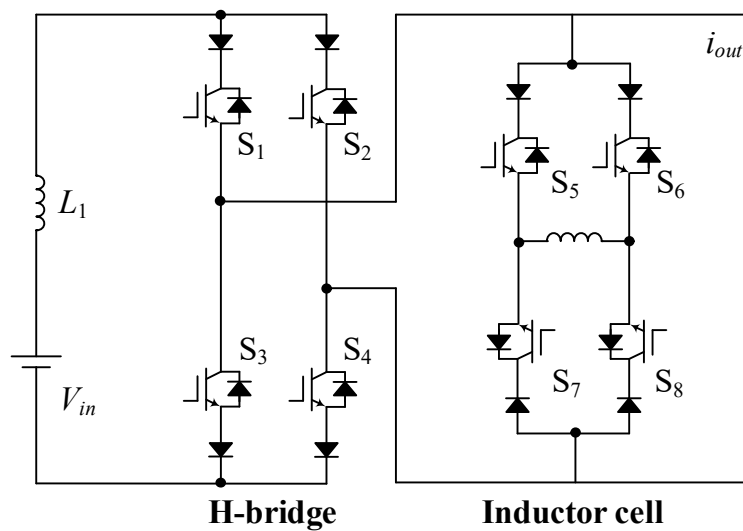 i_out
S₁
S₂
S₅
S₆
L₁
S₃
S₄
S₇
S₈
V_in
H-bridge
Inductor cell